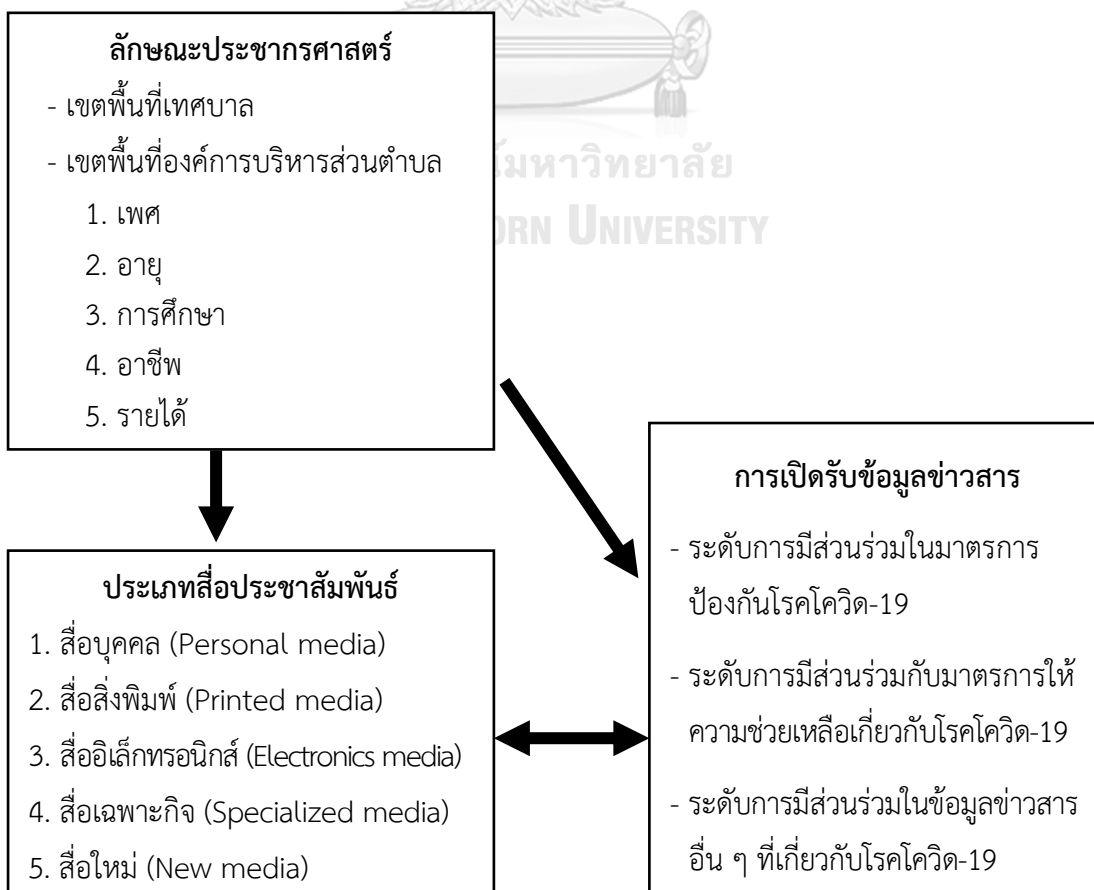 ลักษณะประชากรศาสตร์
- เขตพื้นที่เทศบาล
- เขตพื้นที่องค์การบริหารส่วนตำบล
1. เพศ
2. อายุ
3. การศึกษา
4. อาชีพ
5. รายได้
มหาวิทยาลัย
UNIVERSITY
ประเภทสื่อประชาสัมพันธ์
1. สื่อบุคคล (Personal media)
2. สื่อสิ่งพิมพ์ (Printed media)
3. สื่ออิเล็กทรอนิกส์ (Electronics media)
4. สื่อเฉพาะกิจ (Specialized media)
5. สื่อใหม่ (New media)
การเปิดรับข้อมูลข่าวสาร
- ระดับการมีส่วนร่วมในมาตรการ
ป้องกันโรคโควิด-19
- ระดับการมีส่วนร่วมกับมาตรการให้
ความช่วยเหลือเกี่ยวกับโรคโควิด-19
- ระดับการมีส่วนร่วมในข้อมูลข่าวสาร
อื่น ๆ ที่เกี่ยวกับโรคโควิด-19